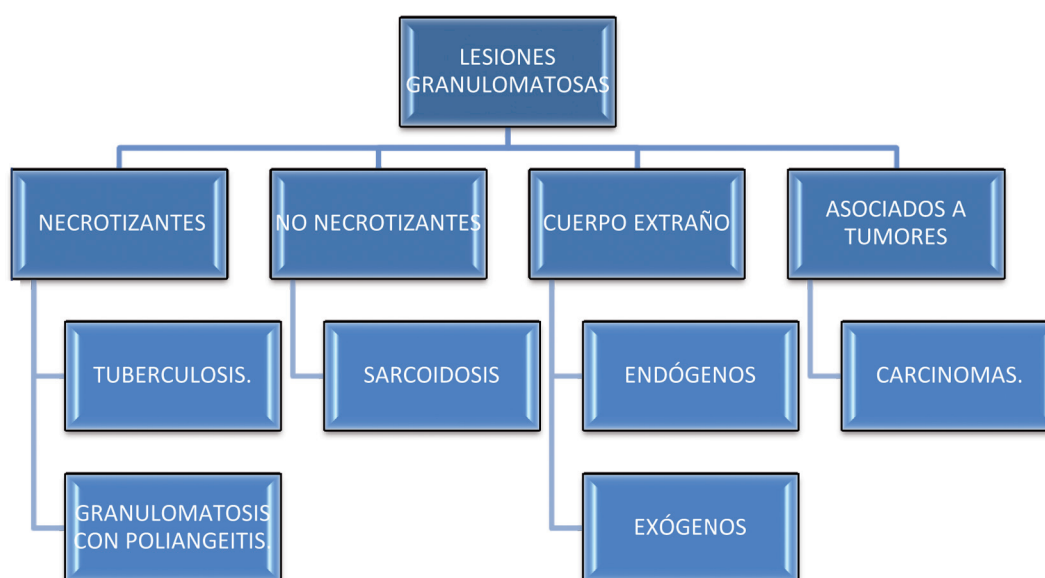 LESIONES
GRANULOMATOSAS
NECROTIZANTES
NO NECROTIZANTES
CUERPO EXTRAÑO
ASOCIADOS A
TUMORES
TUBERCULOSIS.
SARCOIDOSIS
ENDÓGENOS
CARCINOMAS.
GRANULOMATOSIS
CON POLIANGEITIS.
EXÓGENOS